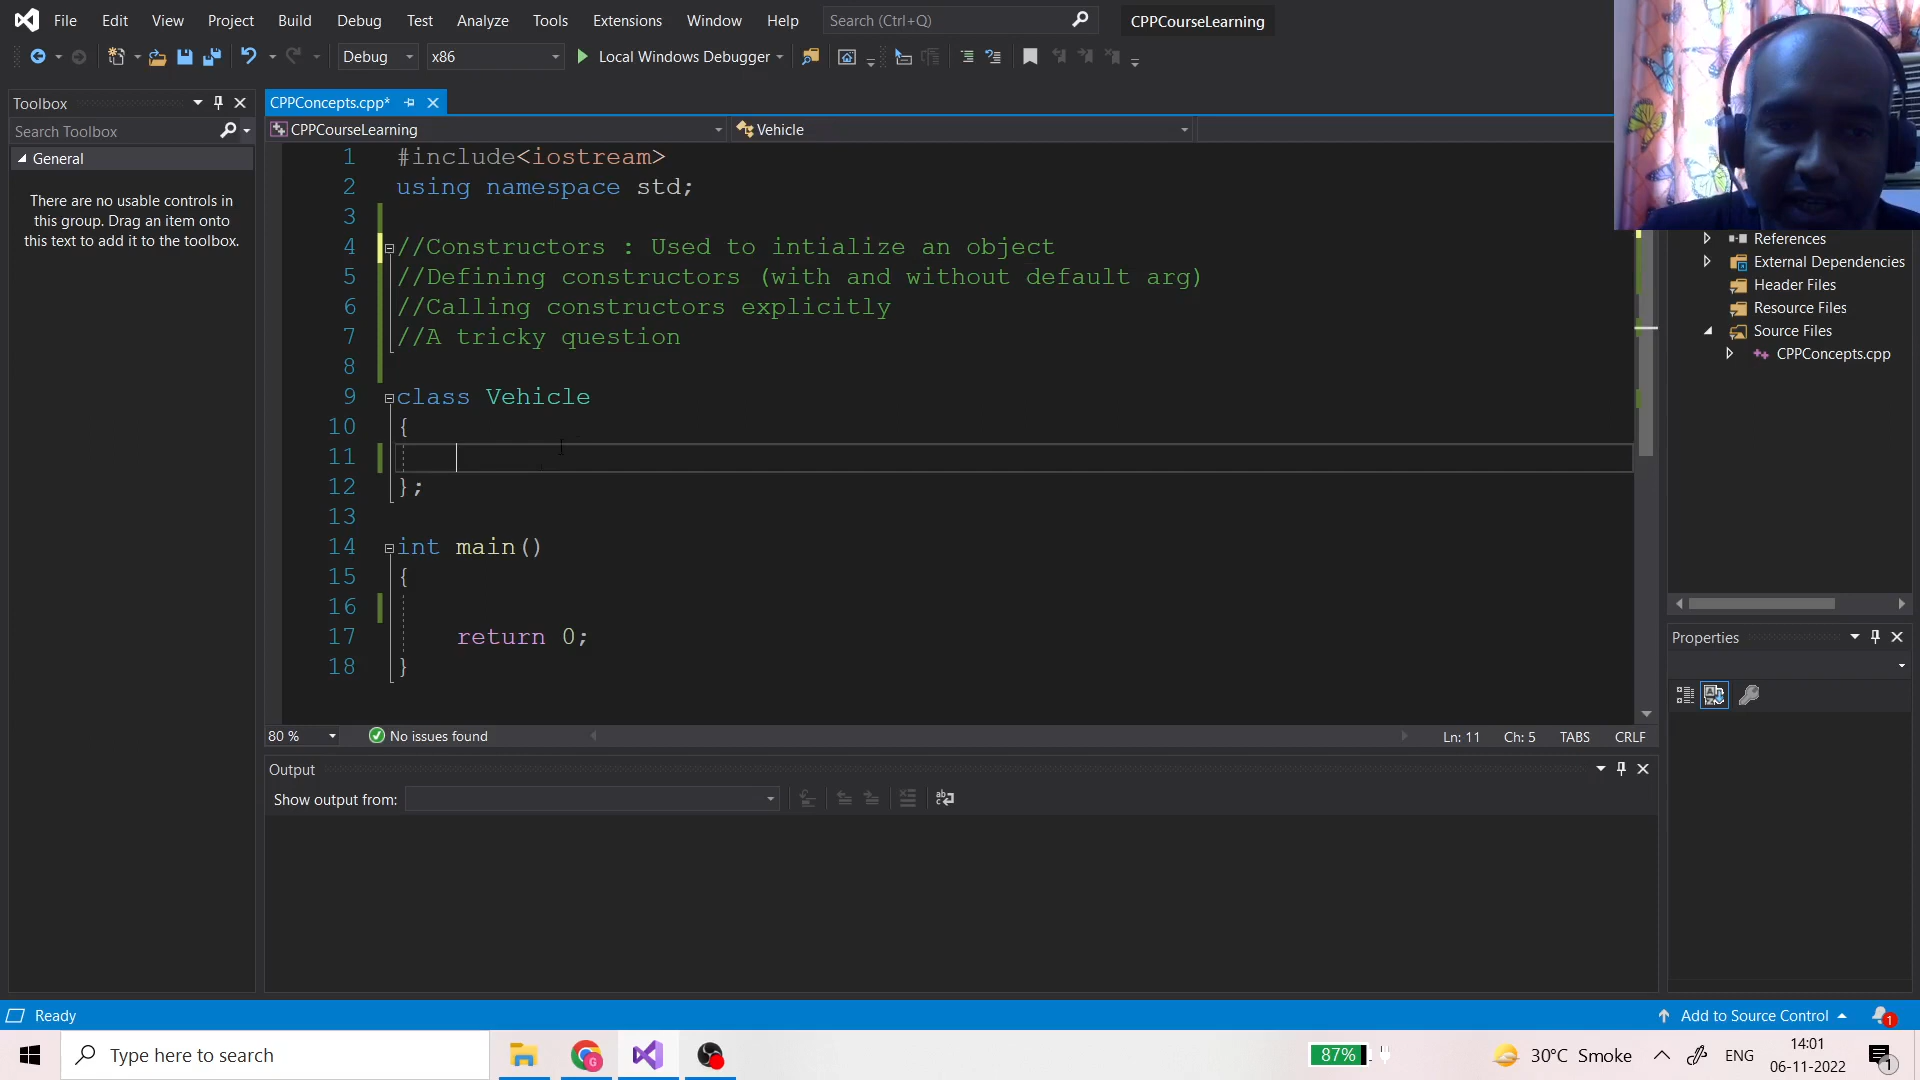 File Edit View Project Build Debug Test Analyze Tools Extensions Window Help Search (Ctrl+Q) CPPCourseLearning
Debug x86 Local Windows Debugger
Toolbox
Search Toolbox
General
There are no usable controls in
this group. Drag an item onto
this text to add it to the toolbox.
CPPConcepts.cpp*
CPPCourseLearning Vehicle
1 #include<iostream>
2 using namespace std;
3
4 //Constructors : Used to intialize an object
5 //Defining constructors (with and without default arg)
6 //Calling constructors explicitly
7 //A tricky question
8
9 class Vehicle
10 {
11
12 };
13
14 int main()
15 {
16
17 return 0;
18 }
80 % No issues found Ln: 11 Ch: 5 TABS CRLF
Output
Show output from:
References
External Dependencies
Header Files
Resource Files
Source Files
CPPConcepts.cpp
Properties
Ready Add to Source Control 1
Type here to search 87% 30°C Smoke ENG 14:01
06-11-2022 1